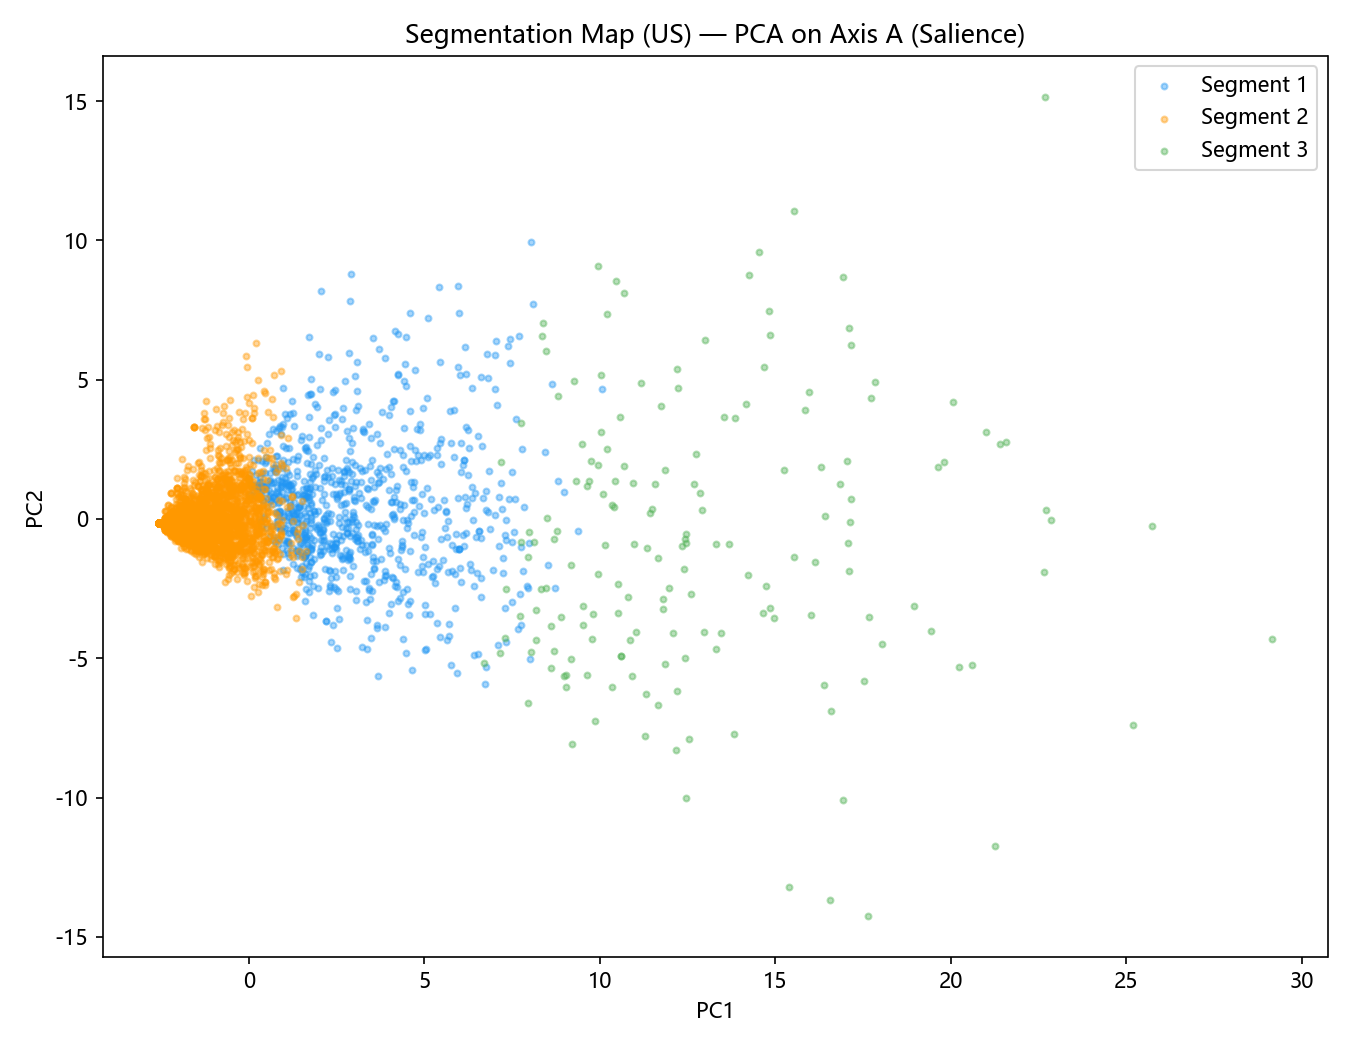 Segmentation Map (US) — PCA on Axis A (Salience)
Segment 1
Segment 2
Segment 3
15
10
5
0
-5
-10
-15
PC2
0
5
10
15
20
25
30
PC1